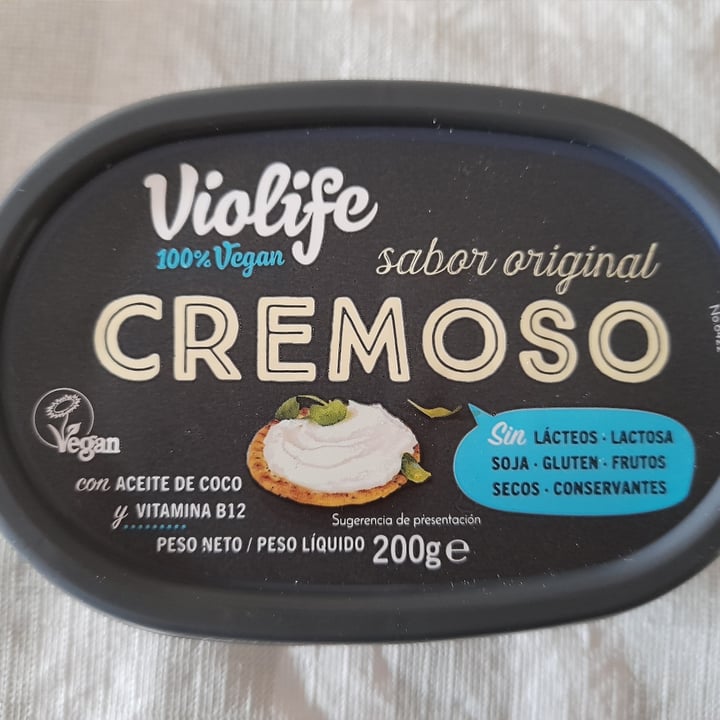 Violife
100% Vegan
sabor original
CREMOSO
Vegan
con ACEITE DE COCO
y VITAMINA B12
Sin LÁCTEOS · LACTOSA
SOJA · GLUTEN · FRUTOS
SECOS · CONSERVANTES
Sugerencia de presentación
PESO NETO / PESO LÍQUIDO 200g e